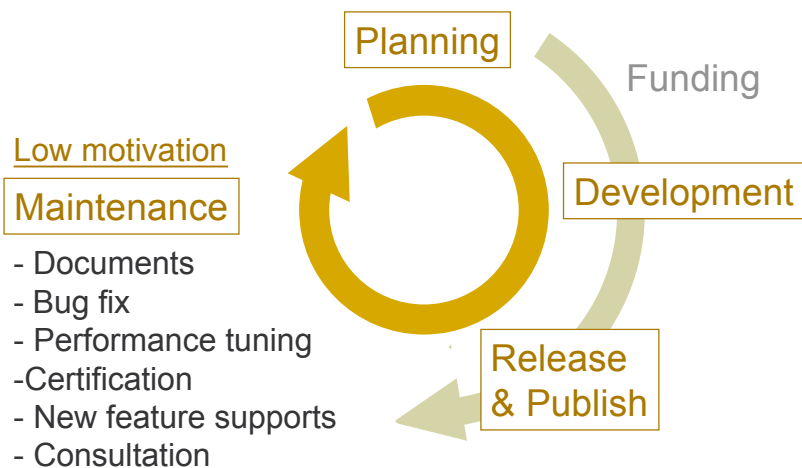 Planning
Funding
Low motivation
Maintenance
Development
- Documents
- Bug fix
- Performance tuning
-Certification
- New feature supports
- Consultation
Release
& Publish